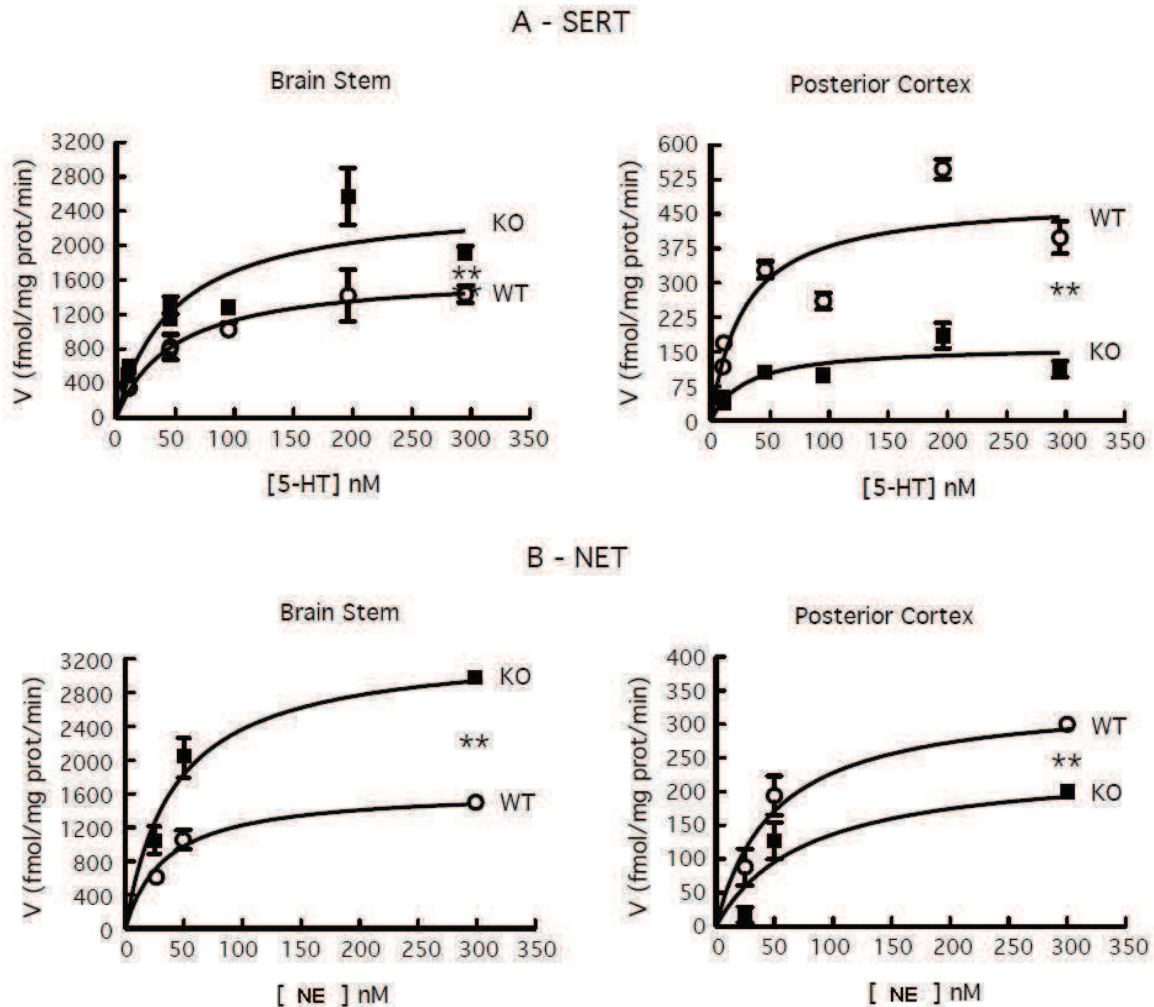 A - SERT
Brain Stem
V (fmol/mg prot/min)
3200
2800
2400
2000
1600
1200
800
400
0
KO
**
**
WT
0 50 100 150 200 250 300 350
[5-HT] nM
Posterior Cortex
V (fmol/mg prot/min)
600
525
450
375
300
225
150
75
0
WT
**
KO
0 50 100 150 200 250 300 350
[5-HT] nM
B - NET
Brain Stem
V (fmol/mg prot/min)
3200
2800
2400
2000
1600
1200
800
400
0
KO
**
WT
0 50 100 150 200 250 300 350
[ NE ] nM
Posterior Cortex
V (fmol/mg prot/min)
400
350
300
250
200
150
100
50
0
WT
**
KO
0 50 100 150 200 250 300 350
[ NE ] nM